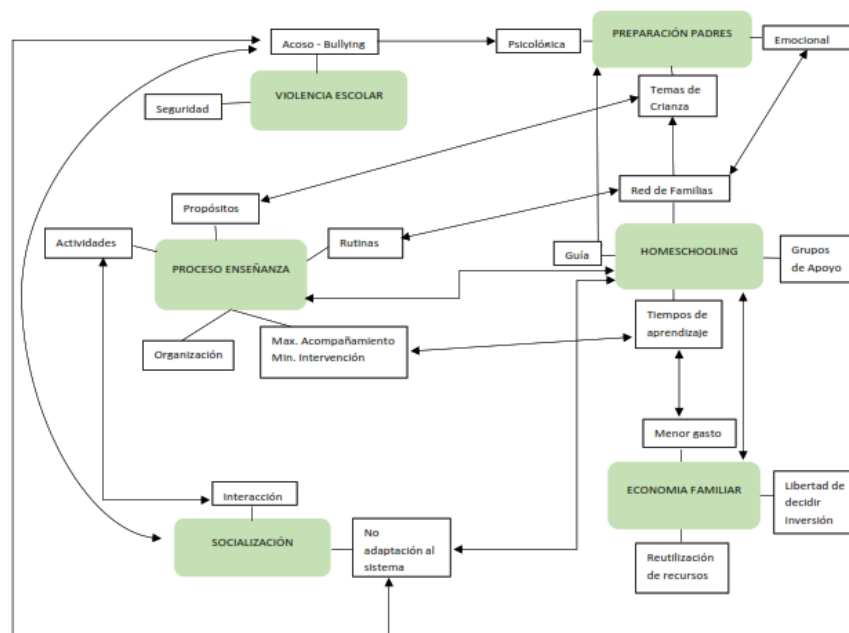 Acoso - Bullying
Psicológica
PREPARACIÓN PADRES
Emocional
VIOLENCIA ESCOLAR
Seguridad
Temas de
Crianza
Red de Familias
Propósitos
Actividades
Rutinas
PROCESO ENSEÑANZA
Guía
HOMESCHOOLING
Grupos
de Apoyo
Organización
Max. Acompañamiento
Min. Intervención
Tiempos de
aprendizaje
Menor gasto
ECONOMIA FAMILIAR
Libertad de
decidir
inversión
Reutilización
de recursos
Interacción
SOCIALIZACIÓN
No
adaptación al
sistema